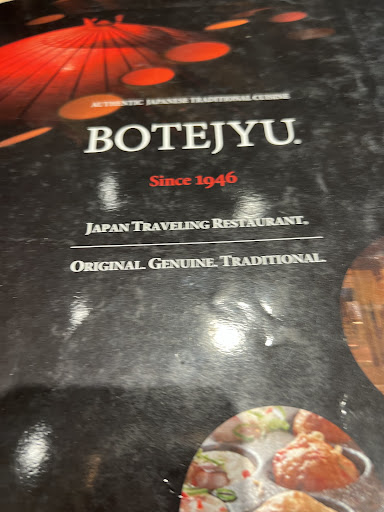 AUTHENTIC JAPANESE TRADITIONAL CUISINE
BOTEJYU.
Since 1946
JAPAN TRAVELING RESTAURANT®
ORIGINAL. GENUINE. TRADITIONAL.